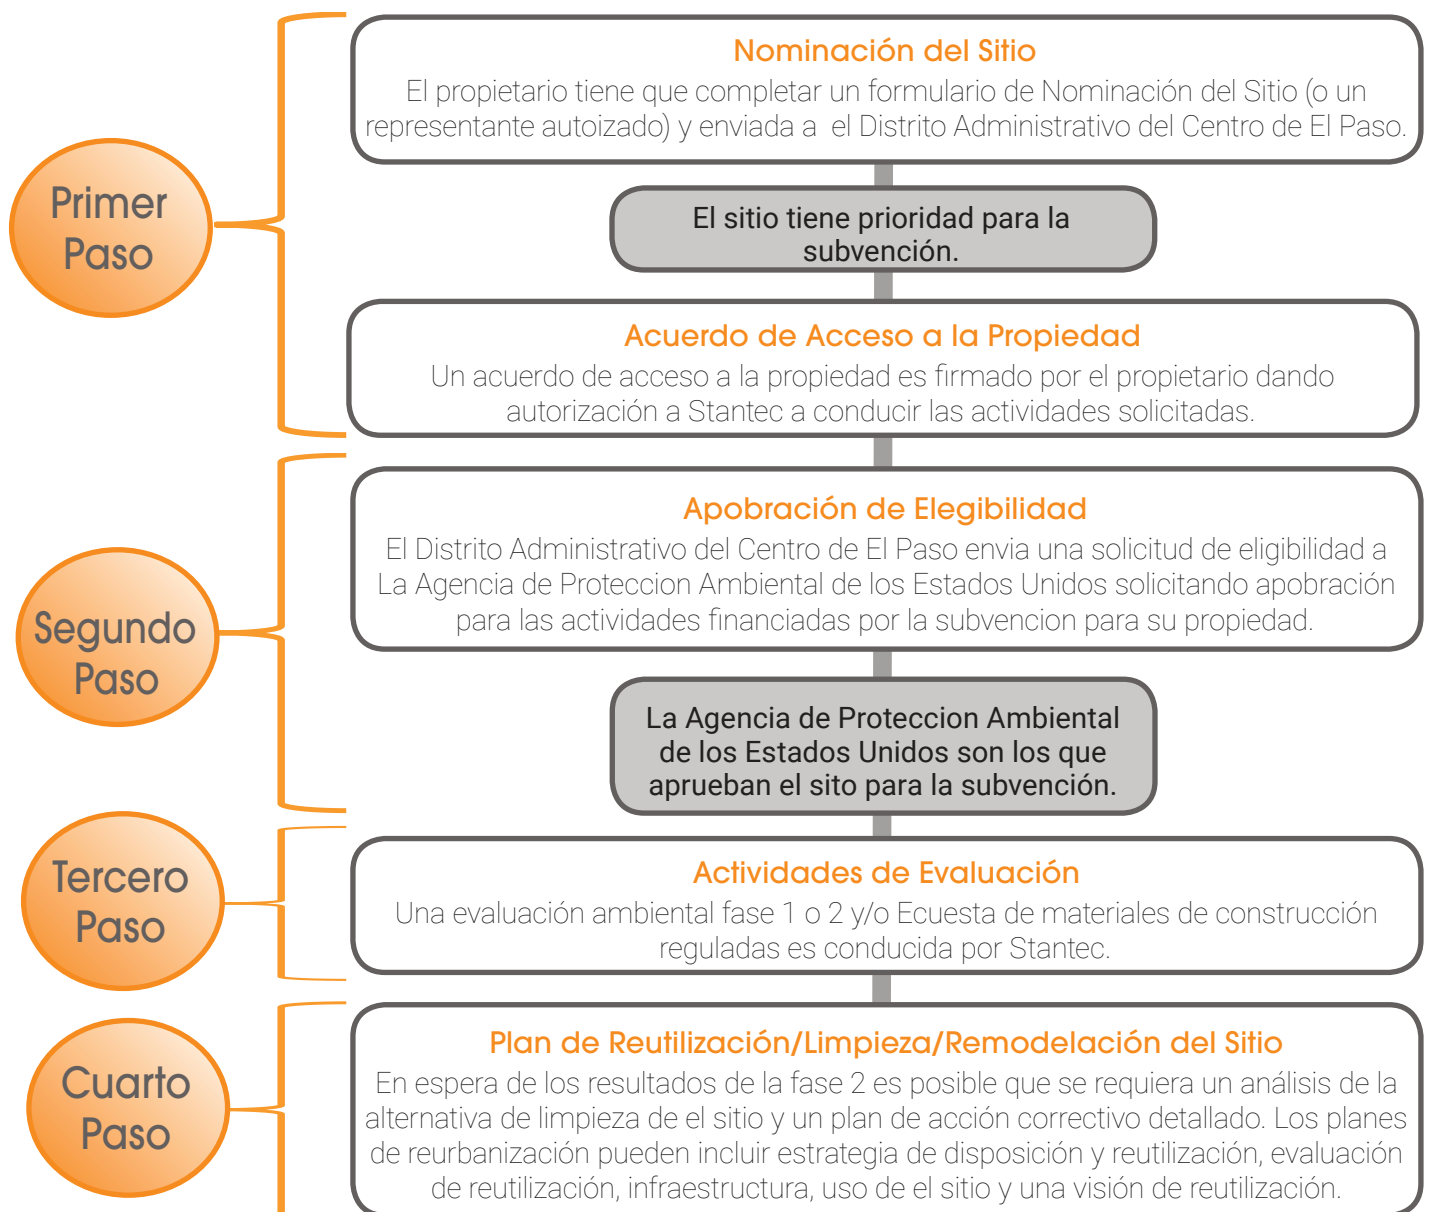 Primer
Paso
Nominación del Sitio
El propietario tiene que completar un formulario de Nominación del Sitio (o un
representante autoizado) y enviada a el Distrito Administrativo del Centro de El Paso.
El sitio tiene prioridad para la
subvención.
Acuerdo de Acceso a la Propiedad
Un acuerdo de acceso a la propiedad es firmado por el propietario dando
autorización a Stantec a conducir las actividades solicitadas.
Segundo
Paso
Apobración de Elegibilidad
El Distrito Administrativo del Centro de El Paso envia una solicitud de eligibilidad a
La Agencia de Proteccion Ambiental de los Estados Unidos solicitando apobración
para las actividades financiadas por la subvencion para su propiedad.
La Agencia de Proteccion Ambiental
de los Estados Unidos son los que
aprueban el sito para la subvención.
Tercero
Paso
Actividades de Evaluación
Una evaluación ambiental fase 1 o 2 y/o Ecuesta de materiales de construcción
reguladas es conducida por Stantec.
Cuarto
Paso
Plan de Reutilización/Limpieza/Remodelación del Sitio
En espera de los resultados de la fase 2 es posible que se requiera un análisis de la
alternativa de limpieza de el sitio y un plan de acción correctivo detallado. Los planes
de reurbanización pueden incluir estrategia de disposición y reutilización, evaluación
de reutilización, infraestructura, uso de el sitio y una visión de reutilización.